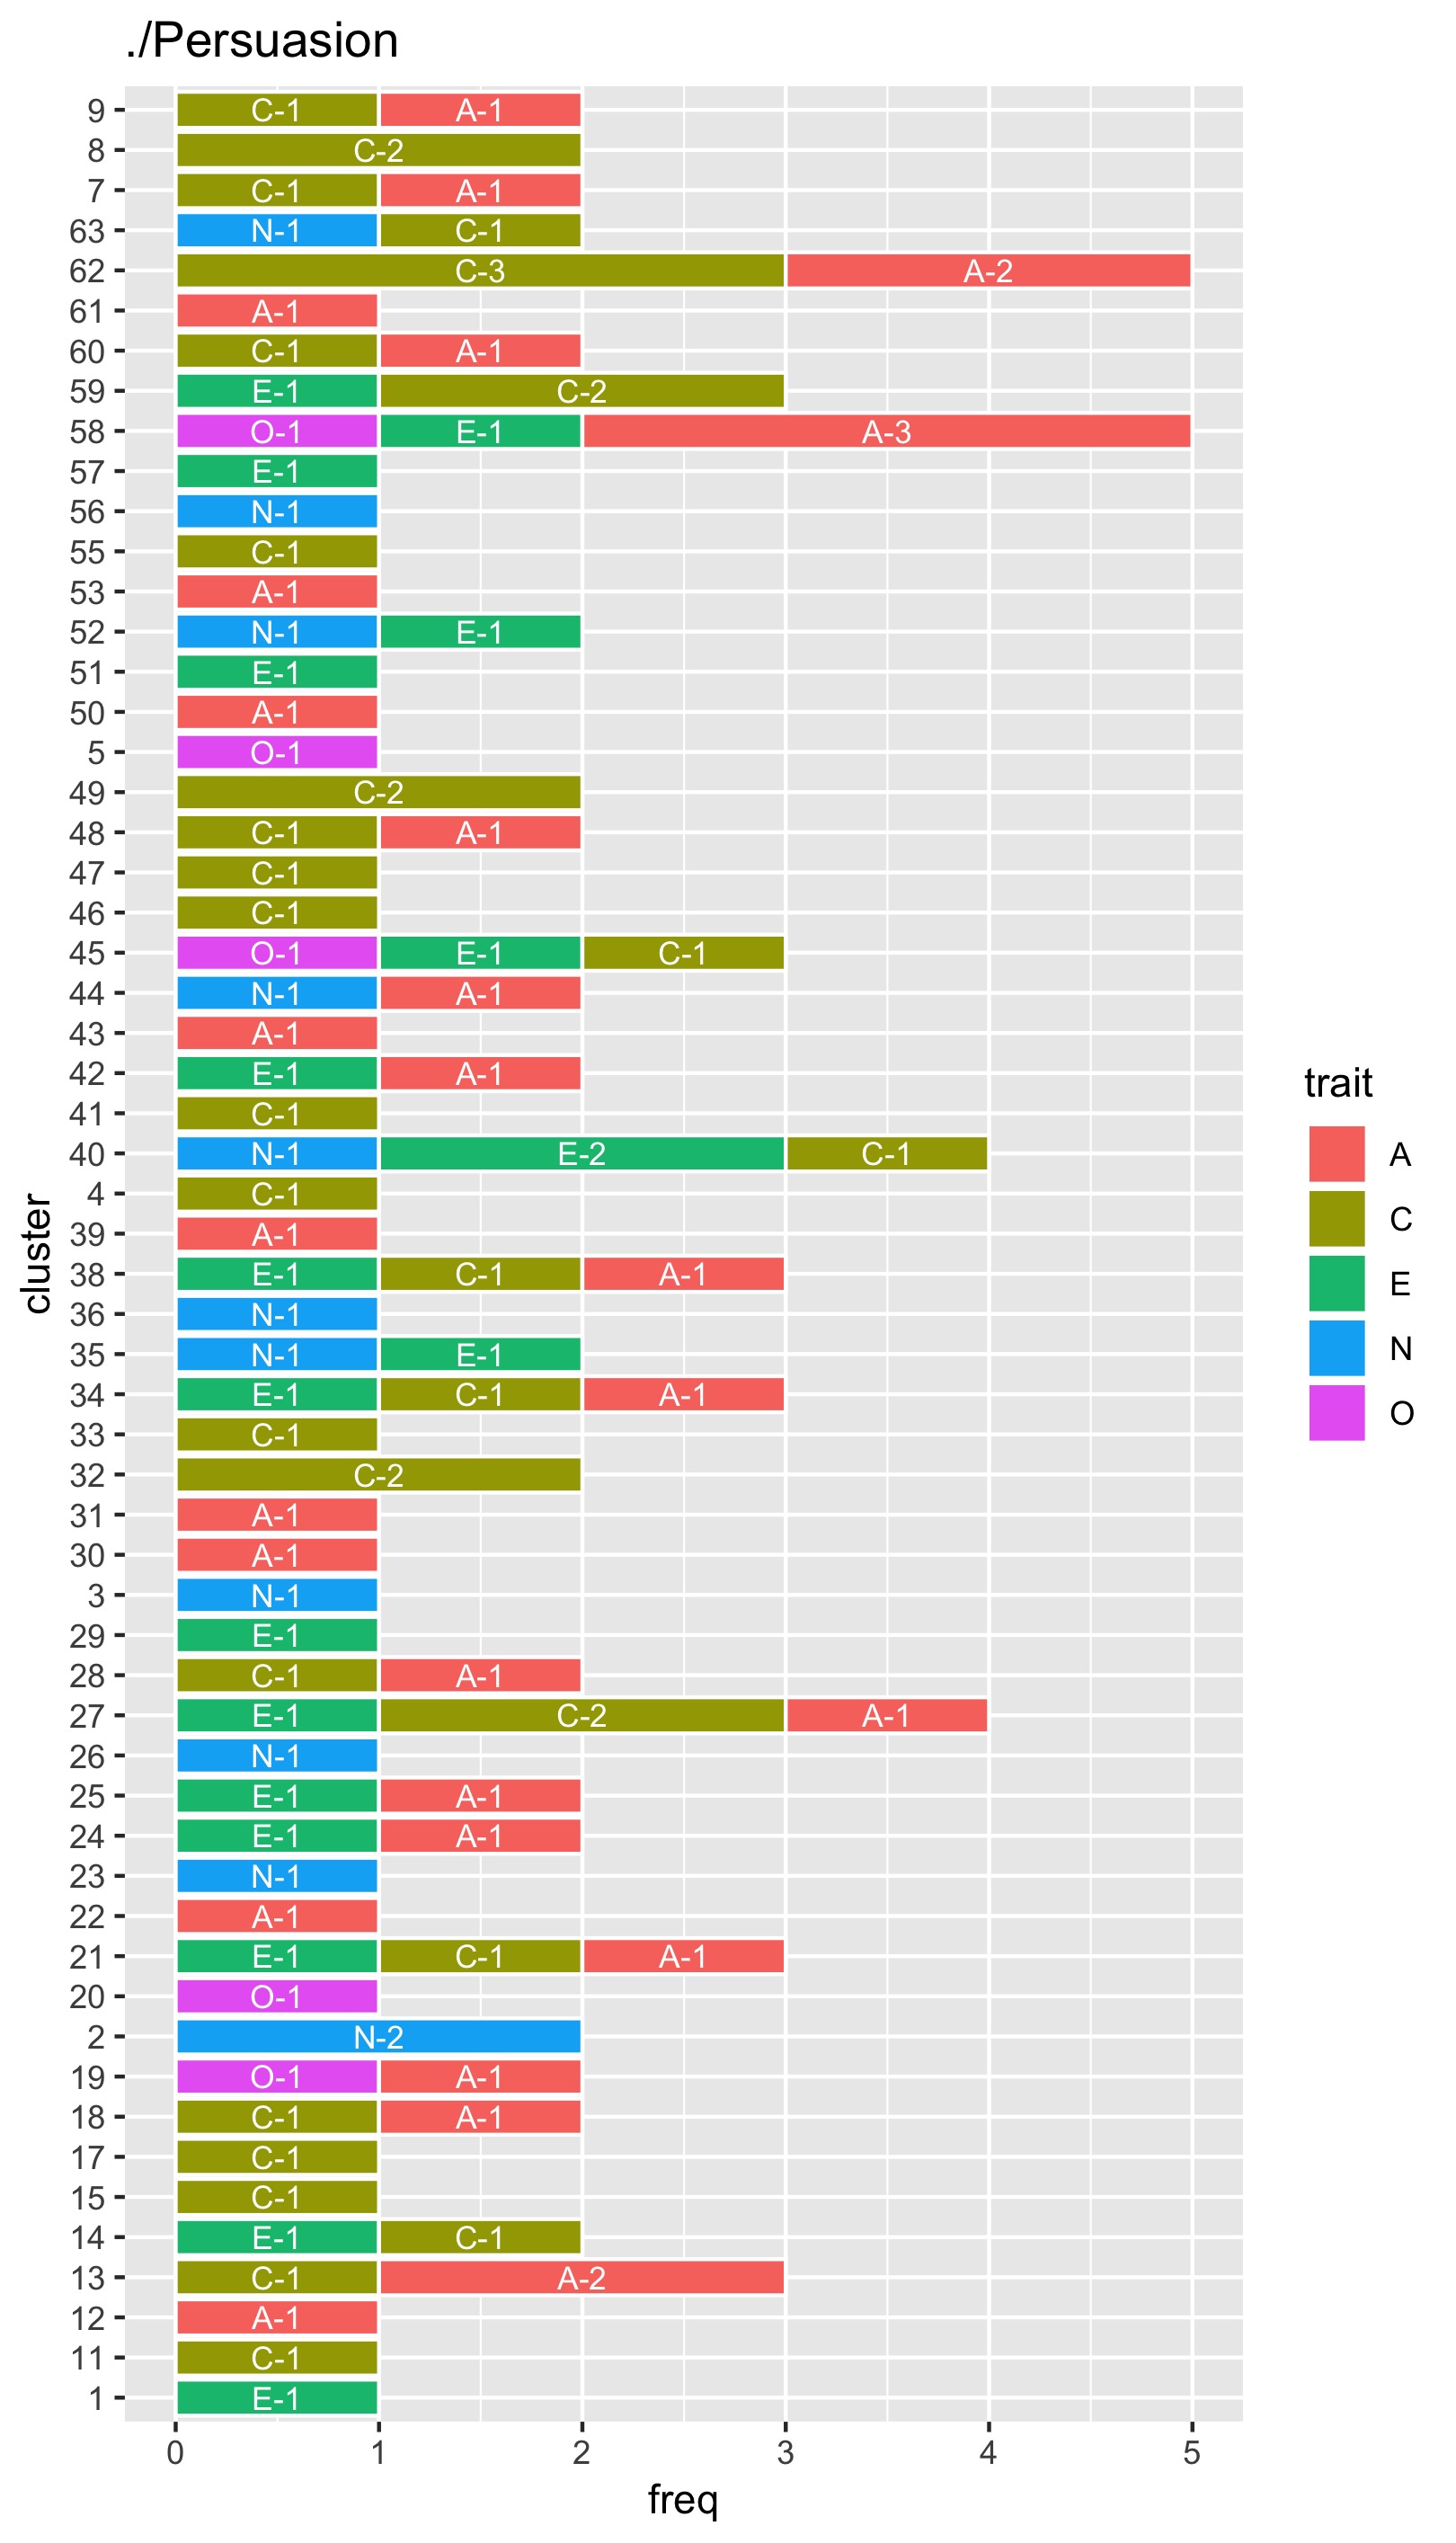 ./Persuasion
9 C-1 A-1
8 C-2
7 C-1 A-1
63 N-1 C-1
62 C-3 A-2
61 A-1
60 C-1 A-1
59 E-1 C-2
58 O-1 E-1 A-3
57 E-1
56 N-1
55 C-1
53 A-1
52 N-1 E-1
51 E-1
50 A-1
5 O-1
49 C-2
48 C-1 A-1
47 C-1
46 C-1
45 O-1 E-1 C-1
44 N-1 A-1
43 A-1
42 E-1 A-1
41 C-1
40 N-1 E-2 C-1
4 C-1
39 A-1
38 E-1 C-1 A-1
36 N-1
35 N-1 E-1
34 E-1 C-1 A-1
33 C-1
32 C-2
31 A-1
30 A-1
3 N-1
29 E-1
28 C-1 A-1
27 E-1 C-2 A-1
26 N-1
25 E-1 A-1
24 E-1 A-1
23 N-1
22 A-1
21 E-1 C-1 A-1
20 O-1
2 N-2
19 O-1 A-1
18 C-1 A-1
17 C-1
15 C-1
14 E-1 C-1
13 C-1 A-2
12 A-1
11 C-1
1 E-1
0 1 2 3 4 5
freq
cluster
trait
A
C
E
N
O